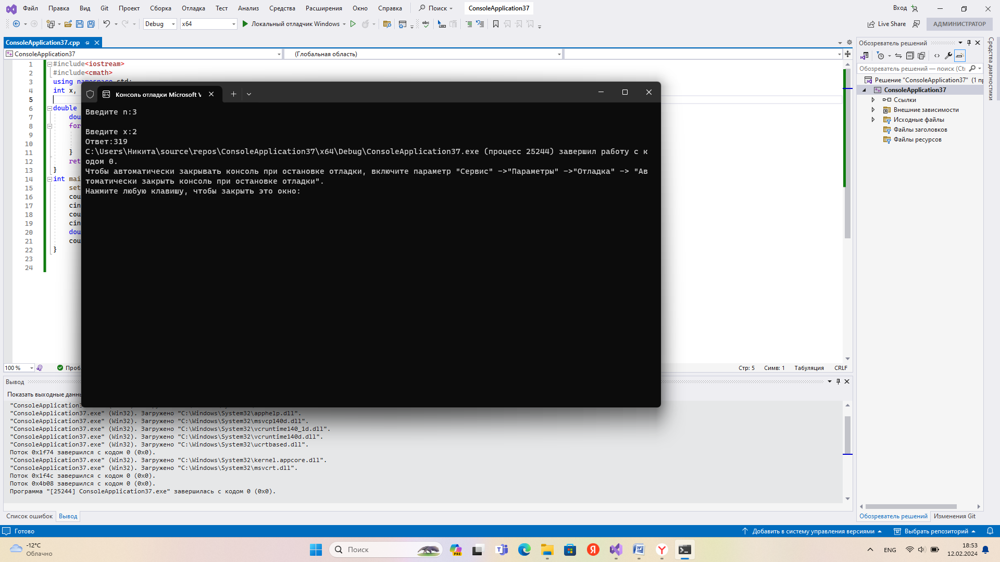 Файл Правка Вид Git Проект Сборка Отладка Тест Анализ Средства Расширения Окно Справка Поиск ConsoleApplication37 Вход
Debug x64 Локальный отладчик Windows Live Share АДМИНИСТРАТОР
ConsoleApplication37.cpp
ConsoleApplication37 (Глобальная область)
1 #include<iostream>
2 #include<cmath>
3 using namespace std;
4 int x,
5
6 double
7 dou
8 for
9
10
11 }
12 ret
13 }
14 int mai
15 set
16 cou
17 cin
18 cou
19 cin
20 dou
21 cou
22 }
23
24
Консоль отладки Microsoft V
Введите n:3
Введите x:2
Ответ:319
C:\Users\Никита\source\repos\ConsoleApplication37\x64\Debug\ConsoleApplication37.exe (процесс 25244) завершил работу с к
одом 0.
Чтобы автоматически закрывать консоль при остановке отладки, включите параметр "Сервис" ->"Параметры" ->"Отладка" -> "Ав
томатически закрыть консоль при остановке отладки".
Нажмите любую клавишу, чтобы закрыть это окно:
100 % Проб Стр: 5 Симв: 1 Табуляция CRLF
Вывод
Показать выходные данны
"ConsoleApplication3
"ConsoleApplication37.exe" (Win32). Загружено "C:\Windows\System32\apphelp.dll".
"ConsoleApplication37.exe" (Win32). Загружено "C:\Windows\System32\msvcp140d.dll".
"ConsoleApplication37.exe" (Win32). Загружено "C:\Windows\System32\vcruntime140_1d.dll".
"ConsoleApplication37.exe" (Win32). Загружено "C:\Windows\System32\vcruntime140d.dll".
"ConsoleApplication37.exe" (Win32). Загружено "C:\Windows\System32\ucrtbased.dll".
Поток 0x1f74 завершился с кодом 0 (0x0).
"ConsoleApplication37.exe" (Win32). Загружено "C:\Windows\System32\kernel.appcore.dll".
"ConsoleApplication37.exe" (Win32). Загружено "C:\Windows\System32\msvcrt.dll".
Поток 0x1f4c завершился с кодом 0 (0x0).
Поток 0x4b08 завершился с кодом 0 (0x0).
Программа "[25244] ConsoleApplication37.exe" завершилась с кодом 0 (0x0).
Список ошибок Вывод
Обозреватель решений
Обозреватель решений — поиск (Ct
Решение "ConsoleApplication37" (1 п
ConsoleApplication37
Ссылки
Внешние зависимости
Исходные файлы
Файлы заголовков
Файлы ресурсов
Обозреватель решений Изменения Git
Средства диагностики
Готово Добавить в систему управления версиями Выбрать репозиторий
-12°C
Облачно
Поиск
PRE
Я
ENG
18:53
12.02.2024